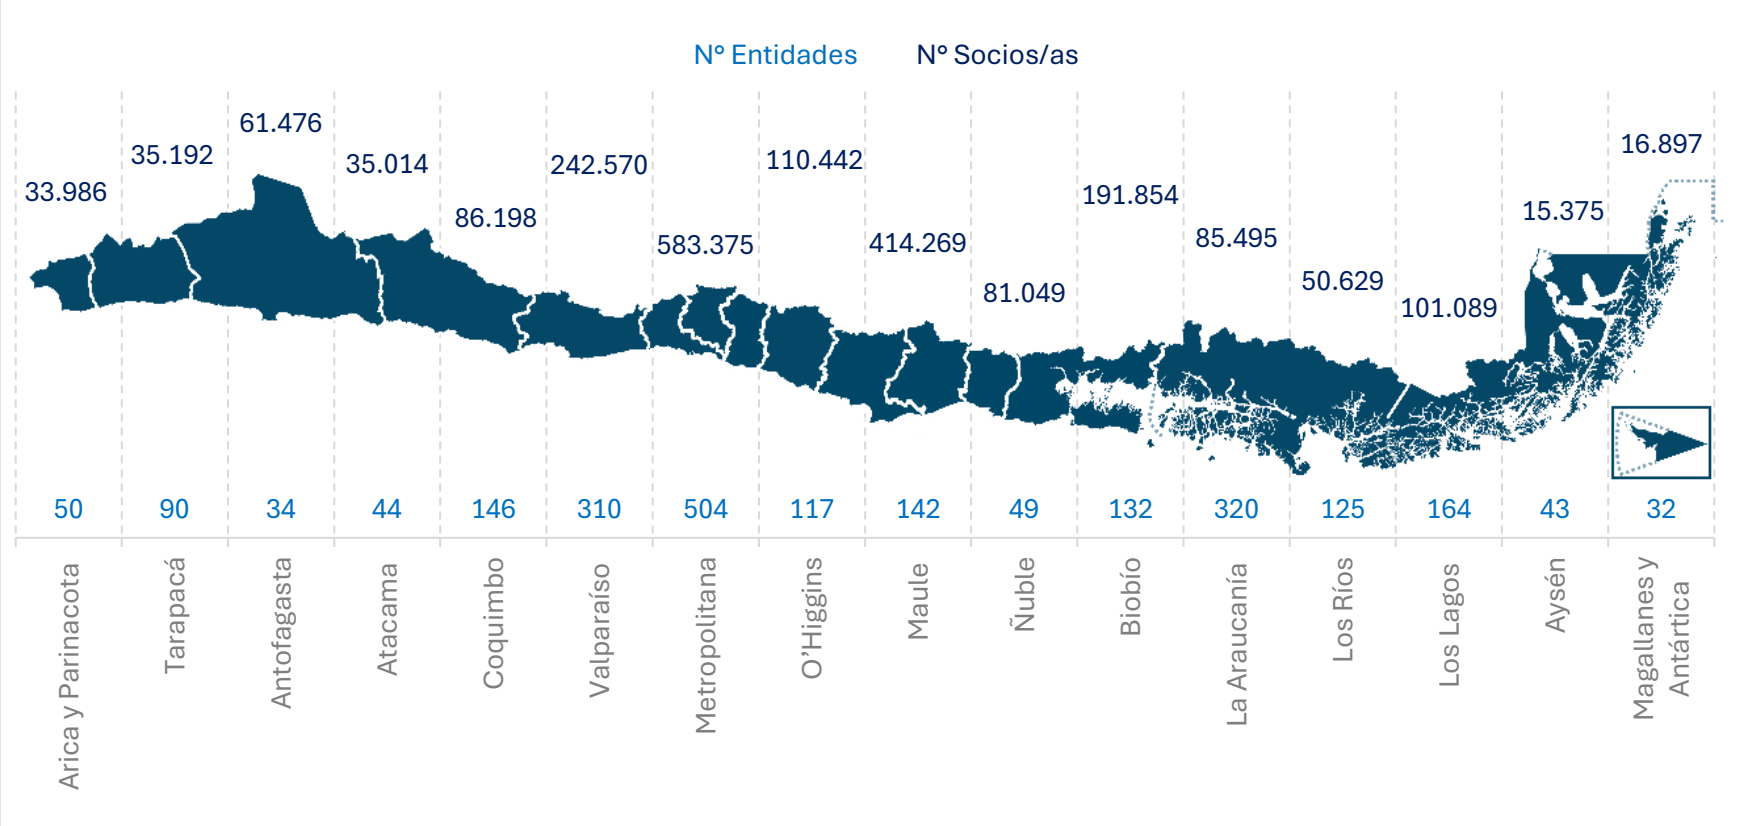 N° Entidades N° Socios/as
33.986 35.192 61.476 35.014 86.198 242.570 583.375 110.442 414.269 81.049 191.854 85.495 50.629 101.089 15.375 16.897
50 90 34 44 146 310 504 117 142 49 132 320 125 164 43 32
Arica y Parinacota
Tarapacá
Antofagasta
Atacama
Coquimbo
Valparaíso
Metropolitana
O’Higgins
Maule
Ñuble
Biobío
La Araucanía
Los Ríos
Los Lagos
Aysén
Magallanes y
Antártica